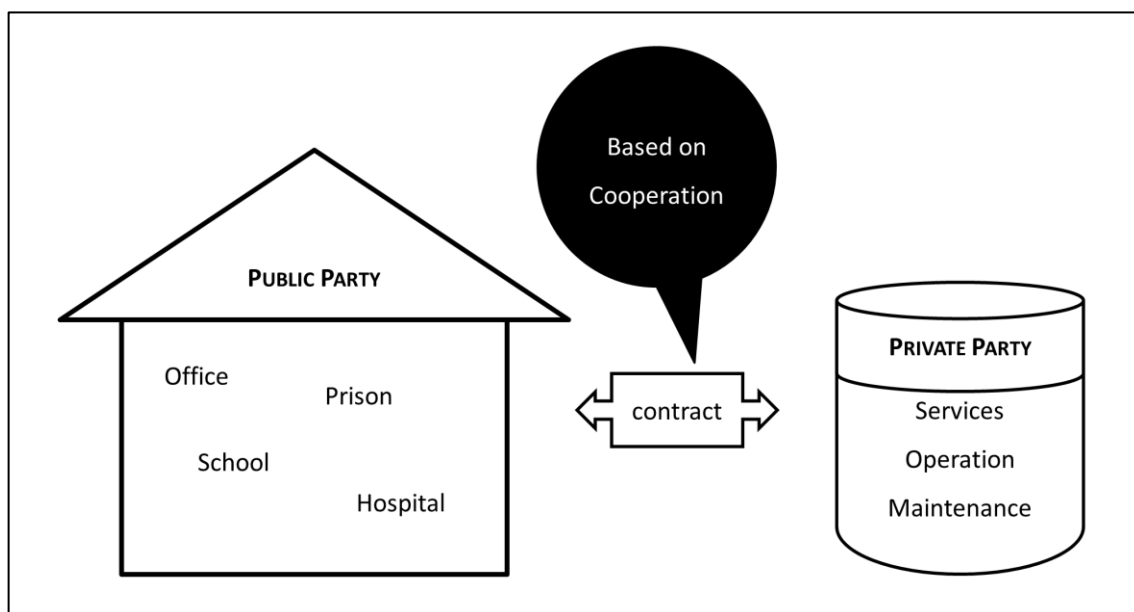 Based on
Cooperation
PUBLIC PARTY
Office
Prison
School
Hospital
contract
PRIVATE PARTY
Services
Operation
Maintenance